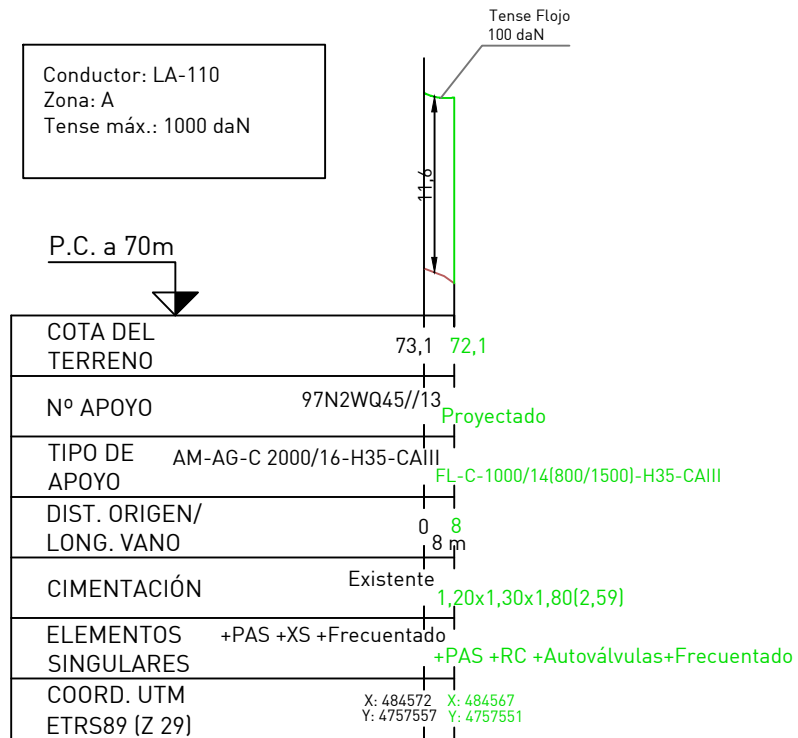 Tense Flojo
100 daN
Conductor: LA-110
Zona: A
Tense máx.: 1000 daN
11,6
P.C. a 70m
COTA DEL
TERRENO
73,1 72,1
Nº APOYO
97N2WQ45//13
Proyectado
TIPO DE
APOYO
AM-AG-C 2000/16-H35-CAIII
FL-C-1000/14(800/1500)-H35-CAIII
DIST. ORIGEN/
LONG. VANO
0 8
8 m
CIMENTACIÓN
Existente
1,20x1,30x1,80(2,59)
ELEMENTOS
SINGULARES
+PAS +XS +Frecuentado
+PAS +RC +Autoválvulas+Frecuentado
COORD. UTM
ETRS89 (Z 29)
X: 484572 X: 484567
Y: 4757557 Y: 4757551